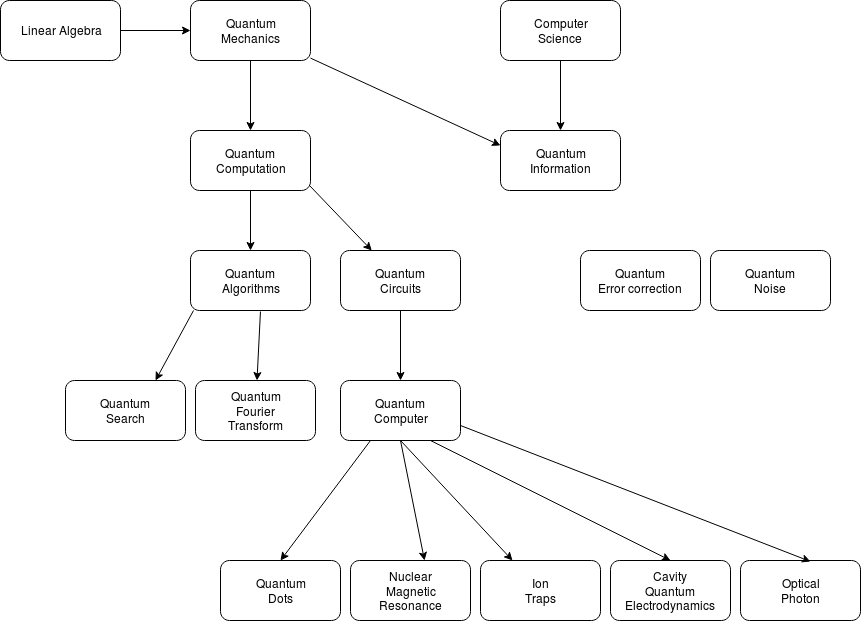 Linear Algebra
Quantum
Mechanics
Computer
Science
Quantum
Computation
Quantum
Information
Quantum
Algorithms
Quantum
Circuits
Quantum
Error correction
Quantum
Noise
Quantum
Search
Quantum
Fourier
Transform
Quantum
Computer
Quantum
Dots
Nuclear
Magnetic
Resonance
Ion
Traps
Cavity
Quantum
Electrodynamics
Optical
Photon